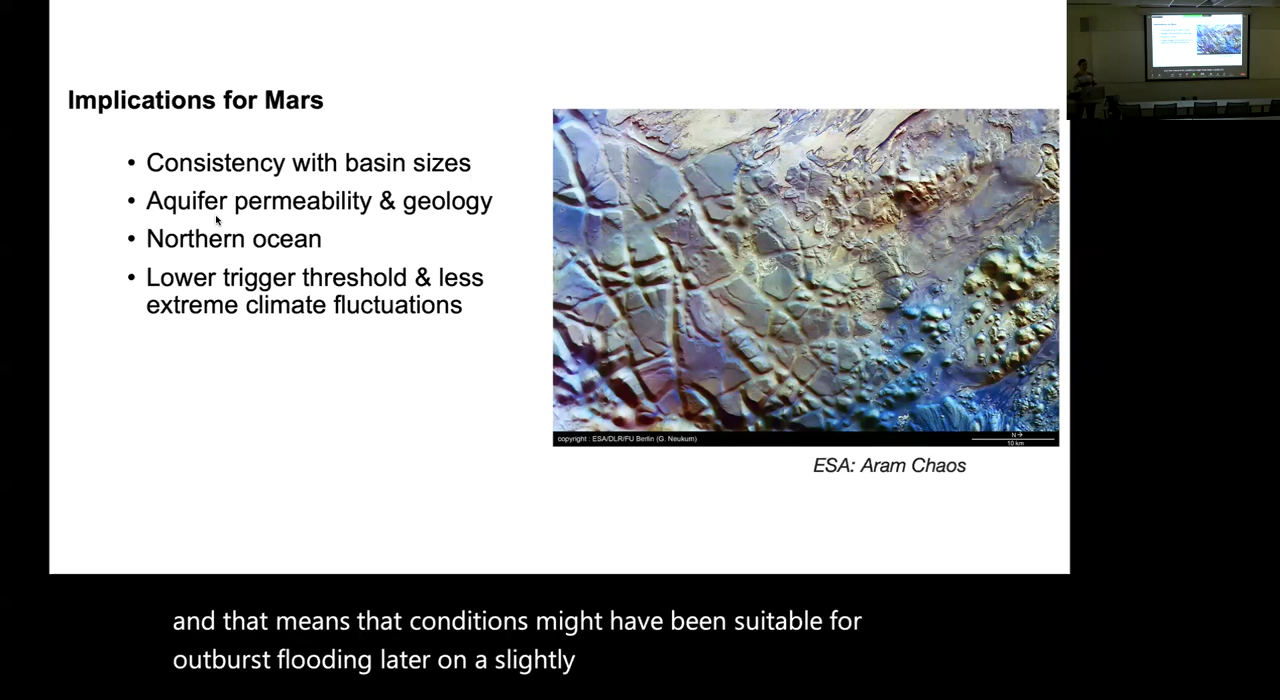 Implications for Mars
• Consistency with basin sizes
• Aquifer permeability & geology
• Northern ocean
• Lower trigger threshold & less
extreme climate fluctuations
copyright : ESA/DLR/FU Berlin (G. Neukum)
N→
10 km
ESA: Aram Chaos
and that means that conditions might have been suitable for
outburst flooding later on a slightly